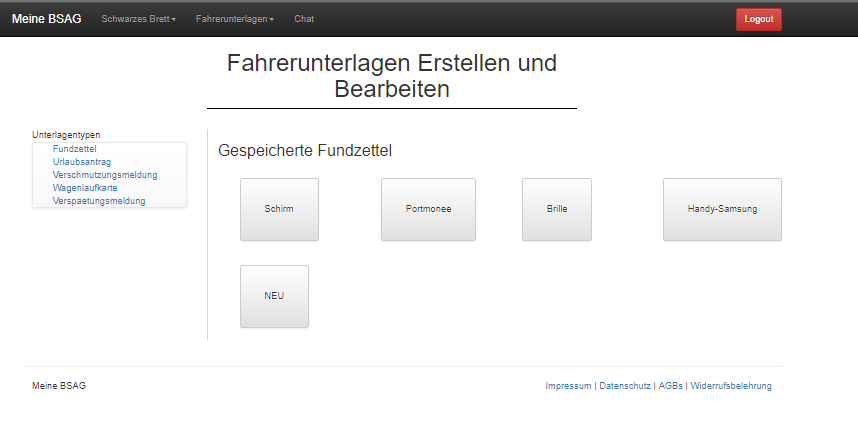 Meine BSAG Schwarzes Brett Fahrerunterlagen Chat Logout
Fahrerunterlagen Erstellen und
Bearbeiten
Unterlagentypen
Fundzettel
Urlaubsantrag
Verschmutzungsmeldung
Wagenlaufkarte
Verspaetungsmeldung
Gespeicherte Fundzettel
Schirm Portmonee Brille Handy-Samsung
NEU
Meine BSAG Impressum | Datenschutz | AGBs | Widerrufsbelehrung